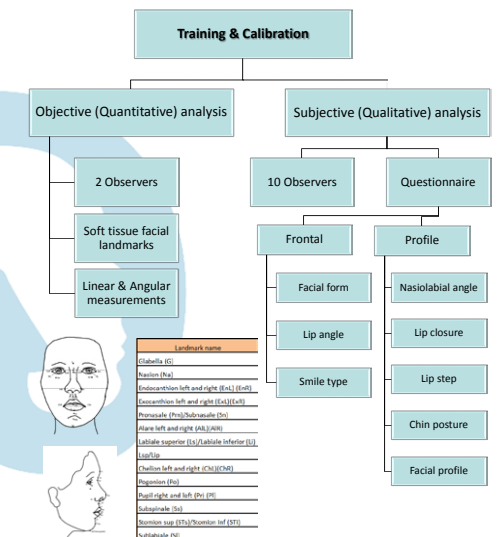 Training & Calibration
Objective (Quantitative) analysis
Subjective (Qualitative) analysis
2 Observers
Soft tissue facial
landmarks
Linear & Angular
measurements
10 Observers
Questionnaire
Frontal
Facial form
Lip angle
Smile type
Profile
Nasiolabial angle
Lip closure
Lip step
Chin posture
Facial profile
Landmark name
Glabella (G)
Nasion (Na)
Endocanthion left and right (EnL) (EnR)
Exocanthion left and right (ExL)(ExR)
Pronasale (Prn)/Subnasale (Sn)
Alare left and right (AlL)(AlR)
Labiale superior (Ls)/Labiale inferior (Li)
Lsp/Lip
Cheilon left and right (ChL)(ChR)
Pogonion (Po)
Pupil right and left (Pr) (Pl)
Subspinale (Ss)
Stomion sup (STs)/Stomion Inf (STI)
Sublabiale (Sl)